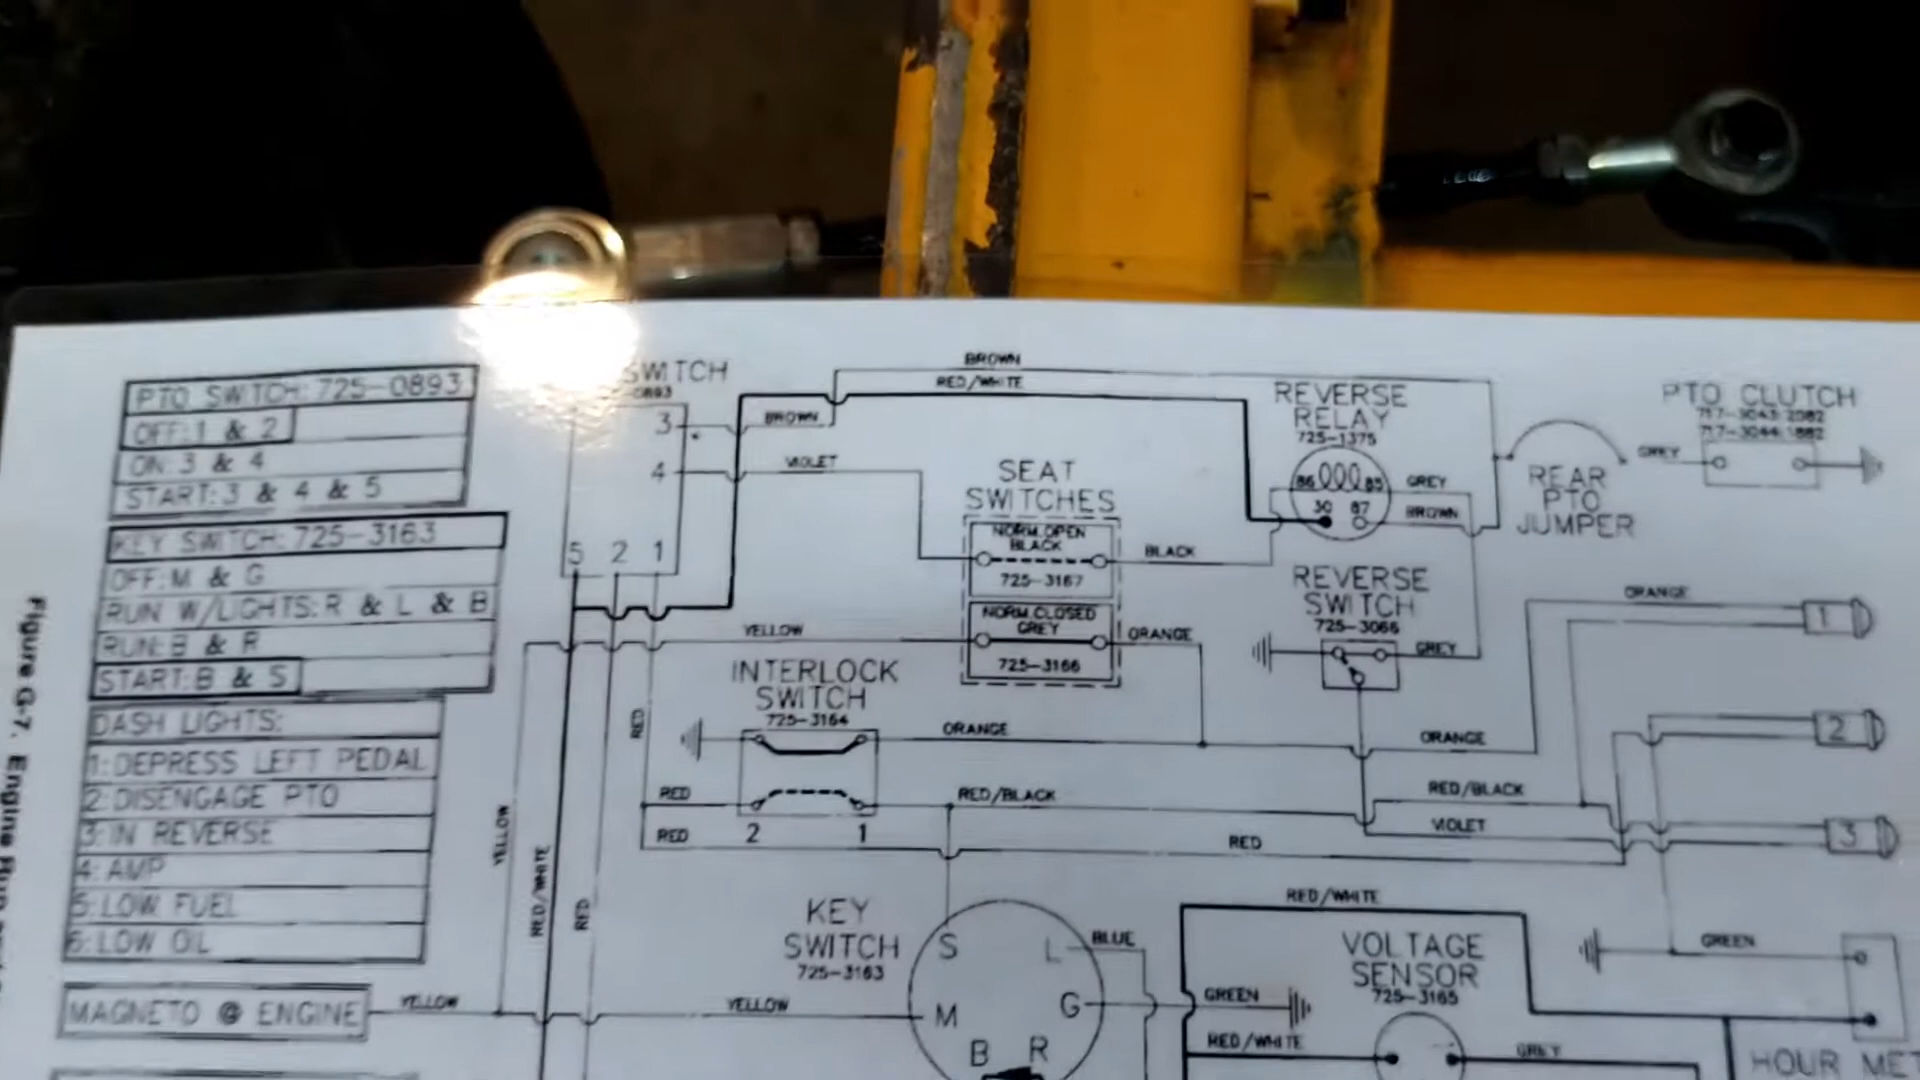 PTO SWITCH: 725-0893
OFF: 1 & 2
ON: 3 & 4
START: 3 & 4 & 5
KEY SWITCH: 725-3163
OFF: M & G
RUN W/LIGHTS: R & L & B
RUN: B & R
START: B & S
DASH LIGHTS:
1: DEPRESS LEFT PEDAL
2: DISENGAGE PTO
3: IN REVERSE
4: AMP
5: LOW FUEL
6: LOW OIL
MAGNETO @ ENGINE
Figure G-7. Engine
SWITCH
0893
3
4
5 2 1
BROWN
RED/WHITE
BROWN
VIOLET
SEAT
SWITCHES
NORM.OPEN
BLACK
725-3167
NORM.CLOSED
GREY
725-3166
BLACK
YELLOW
ORANGE
REVERSE
RELAY
725-1375
86 85
30 87
GREY
BROWN
REAR
PTO
JUMPER
GREY
PTO CLUTCH
717-3043:2082
717-3044:1882
REVERSE
SWITCH
725-3066
GREY
ORANGE
1
2
3
INTERLOCK
SWITCH
725-3164
RED
ORANGE
ORANGE
RED
RED
2 1
RED/BLACK
RED/BLACK
VIOLET
RED
YELLOW
RED/WHITE
RED
KEY
SWITCH
725-3163
S
L
M
G
B
R
BLUE
YELLOW
YELLOW
GREEN
RED/WHITE
RED/WHITE
VOLTAGE
SENSOR
725-3165
GREY
GREEN
HOUR MET